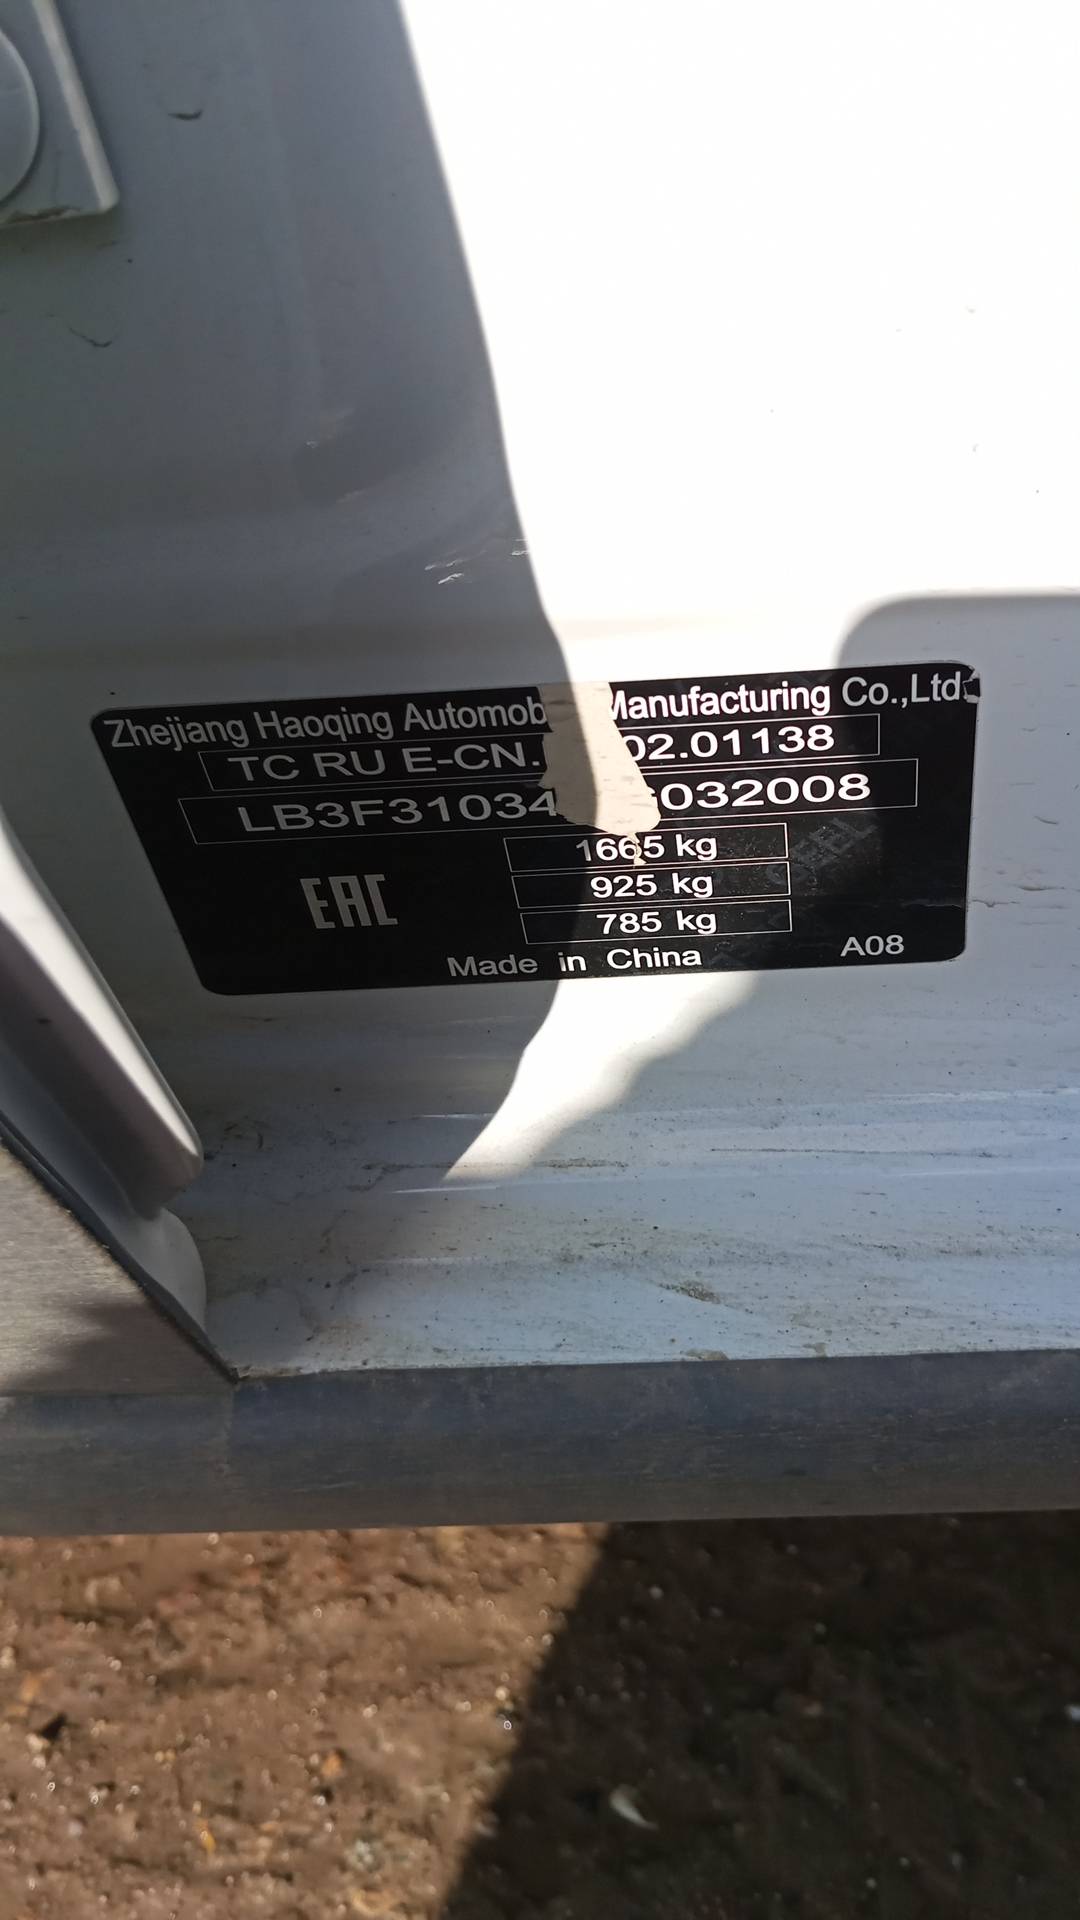 Zhejiang Haoqing Automob Manufacturing Co.,Ltd.
TC RU E-CN. 02.01138
LB3F31034 032008
1665 kg
925 kg
785 kg
EAC
Made in China A08